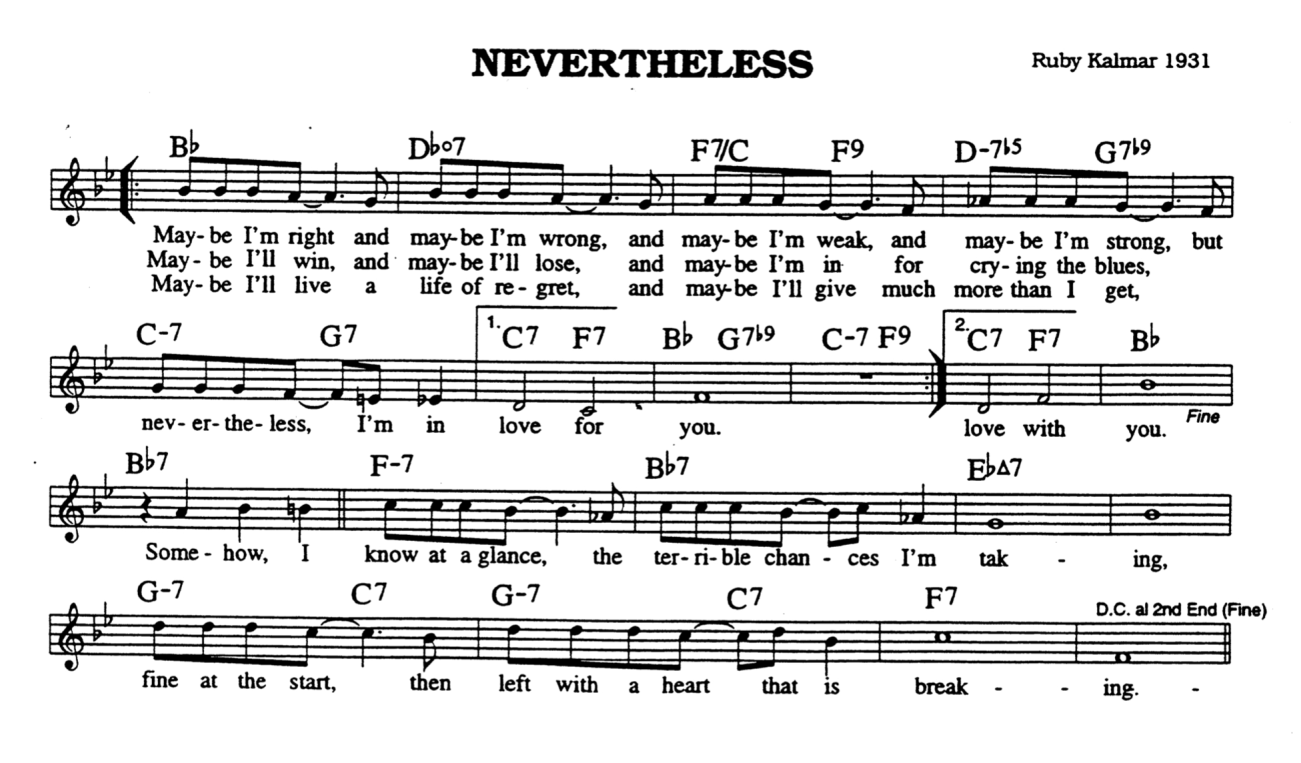 NEVERTHELESS
Ruby Kalmar 1931
B♭ D♭o7 F7/C F9 D-7♭5 G7♭9
May- be I'm right and may- be I'm wrong, and may- be I'm weak, and may- be I'm strong, but
May- be I'll win, and may- be I'll lose, and may- be I'm in for cry- ing the blues,
May- be I'll live a life of re - gret, and may- be I'll give much more than I get,
C-7 G7 1. C7 F7 B♭ G7♭9 C-7 F9 2. C7 F7 B♭
nev- er- the- less, I'm in love for you. love with you. Fine
B♭7 F-7 B♭7 E♭△7
Some - how, I know at a glance, the ter- ri- ble chan - ces I'm tak - ing,
G-7 C7 G-7 C7 F7 D.C. al 2nd End (Fine)
fine at the start, then left with a heart that is break - - ing. -